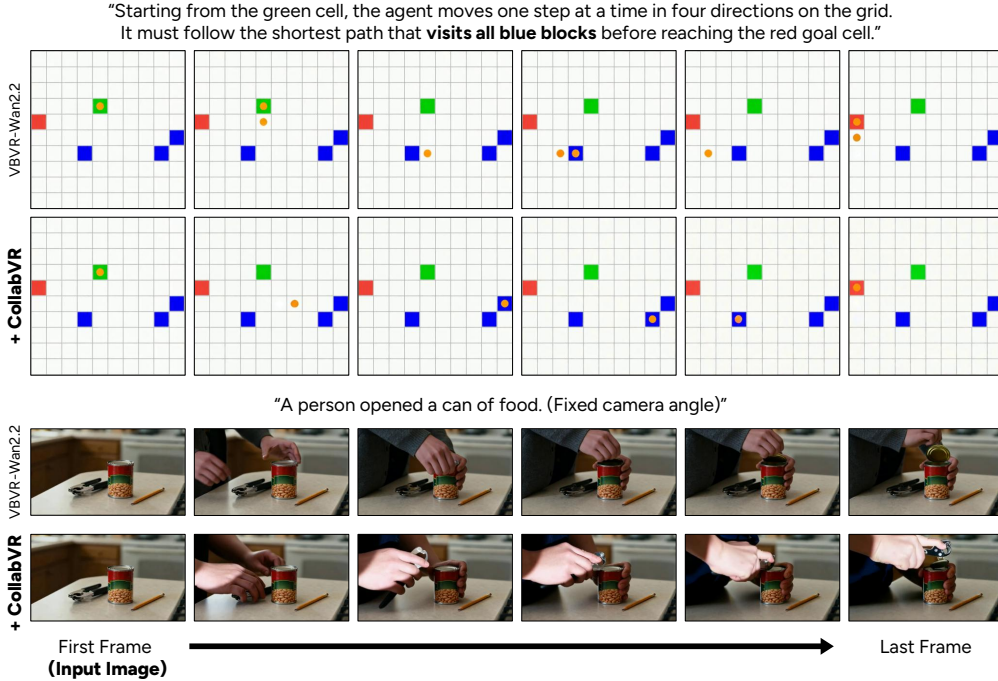 “Starting from the green cell, the agent moves one step at a time in four directions on the grid.
It must follow the shortest path that visits all blue blocks before reaching the red goal cell.”
VBVR-Wan2.2
+ CollabVR
“A person opened a can of food. (Fixed camera angle)”
VBVR-Wan2.2
+ CollabVR
First Frame
(Input Image)
Last Frame